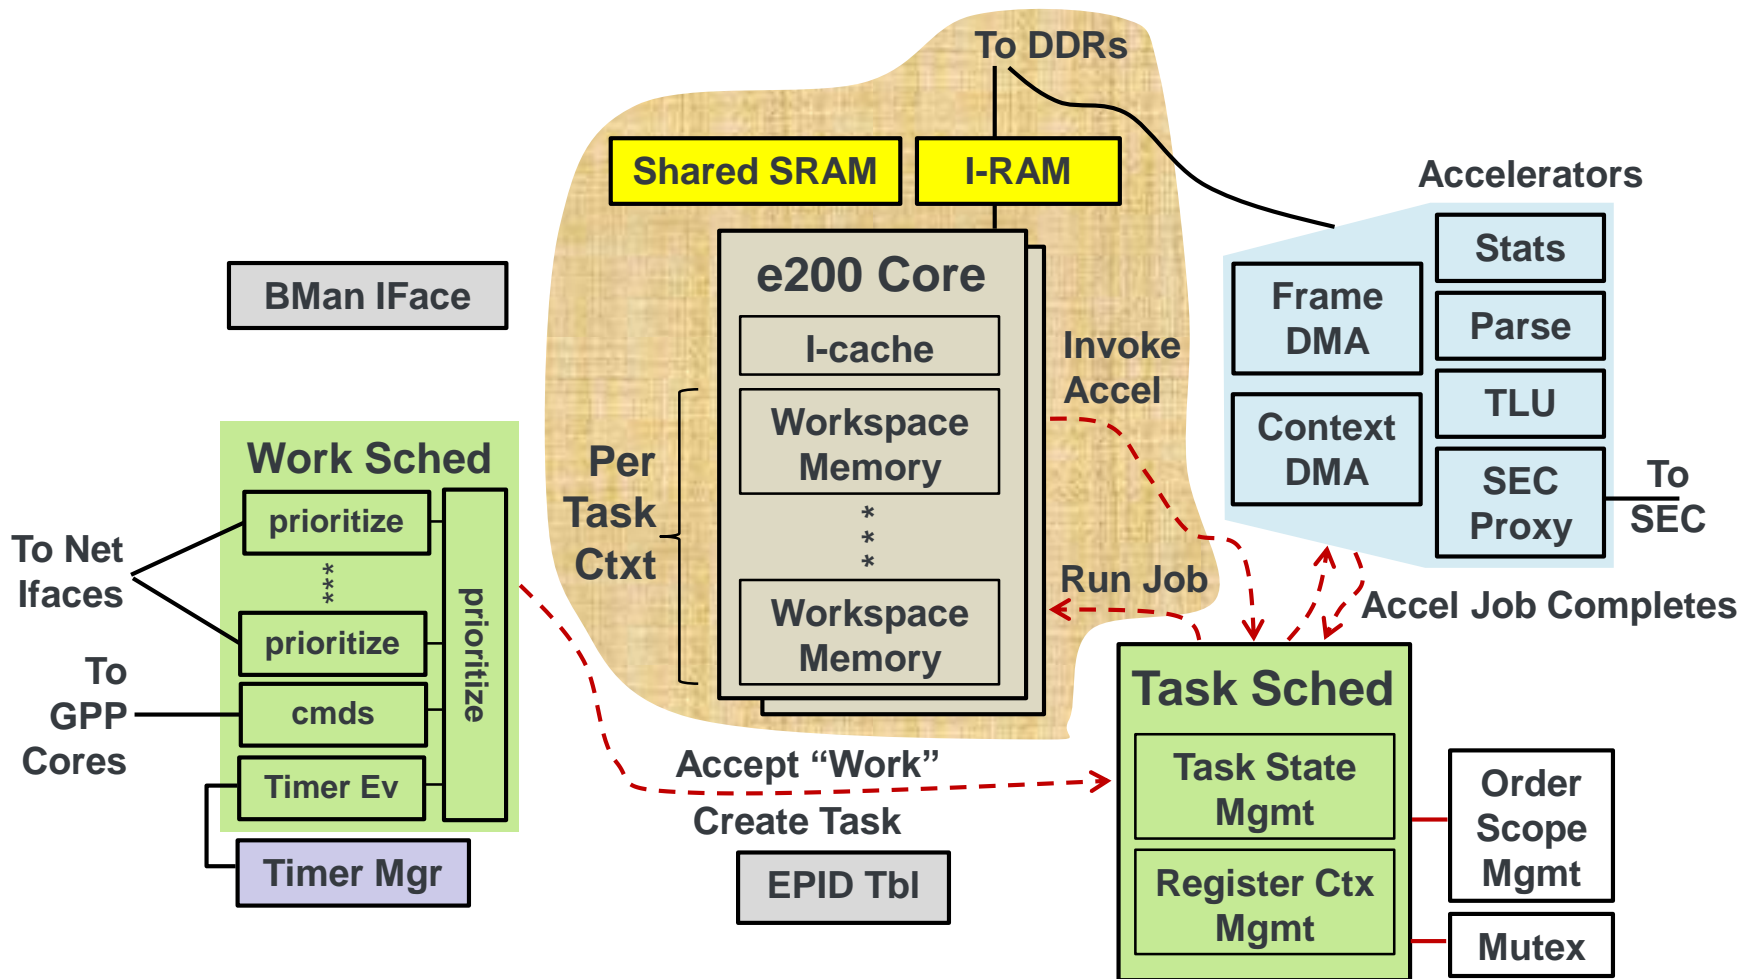 To DDRs
Shared SRAM
I-RAM
Accelerators
Stats
Frame
DMA
Parse
TLU
Context
DMA
SEC
Proxy
To
SEC
BMan IFace
e200 Core
I-cache
Workspace
Memory
***
Workspace
Memory
Per
Task
Ctxt
Invoke
Accel
Run Job
Accel Job Completes
Work Sched
prioritize
***
prioritize
cmds
Timer Ev
prioritize
To Net
Ifaces
To
GPP
Cores
Timer Mgr
Accept “Work”
Create Task
EPID Tbl
Task Sched
Task State
Mgmt
Register Ctx
Mgmt
Order
Scope
Mgmt
Mutex